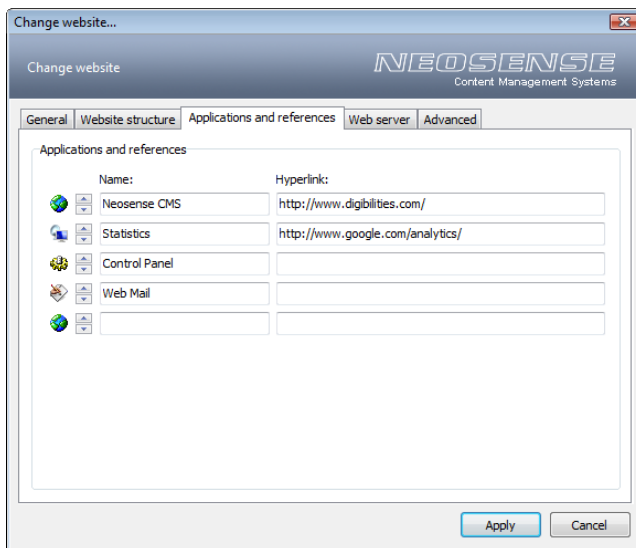 Change website...
Change website
NEOSENSE
Content Management Systems
General Website structure Applications and references Web server Advanced
Applications and references
Name: Hyperlink:
Neosense CMS http://www.digibilities.com/
Statistics http://www.google.com/analytics/
Control Panel
Web Mail
Apply Cancel